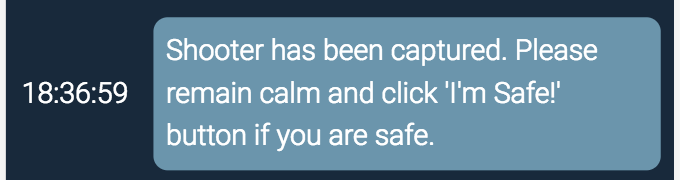 18:36:59
Shooter has been captured. Please
remain calm and click 'I'm Safe!'
button if you are safe.